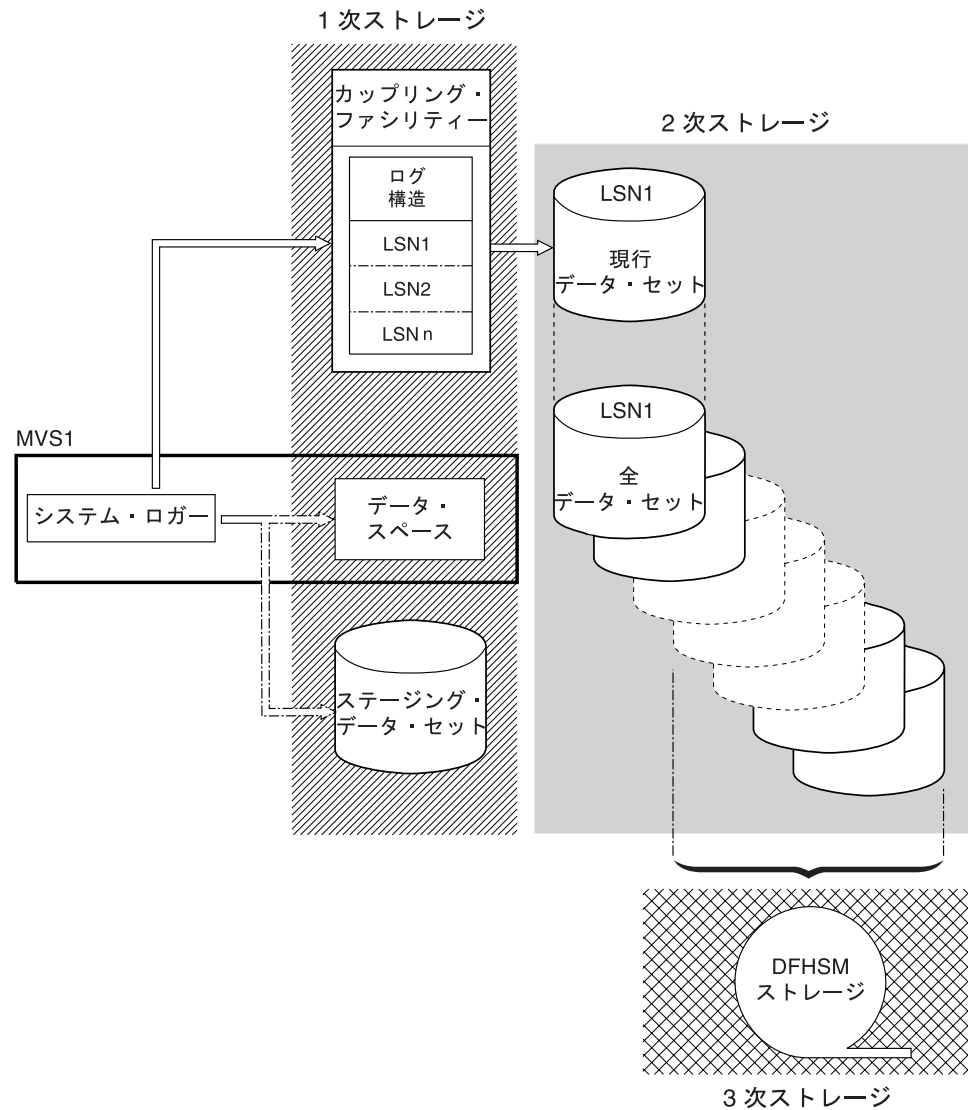 1 次ストレージ
カップリング・
ファシリティー
ログ
構造
LSN1
LSN2
LSNn
2 次ストレージ
LSN1
現行
データ・セット
LSN1
全
データ・セット
MVS1
システム・ロガー
データ・
スペース
ステージング・
データ・セット
DFHSM
ストレージ
3 次ストレージ